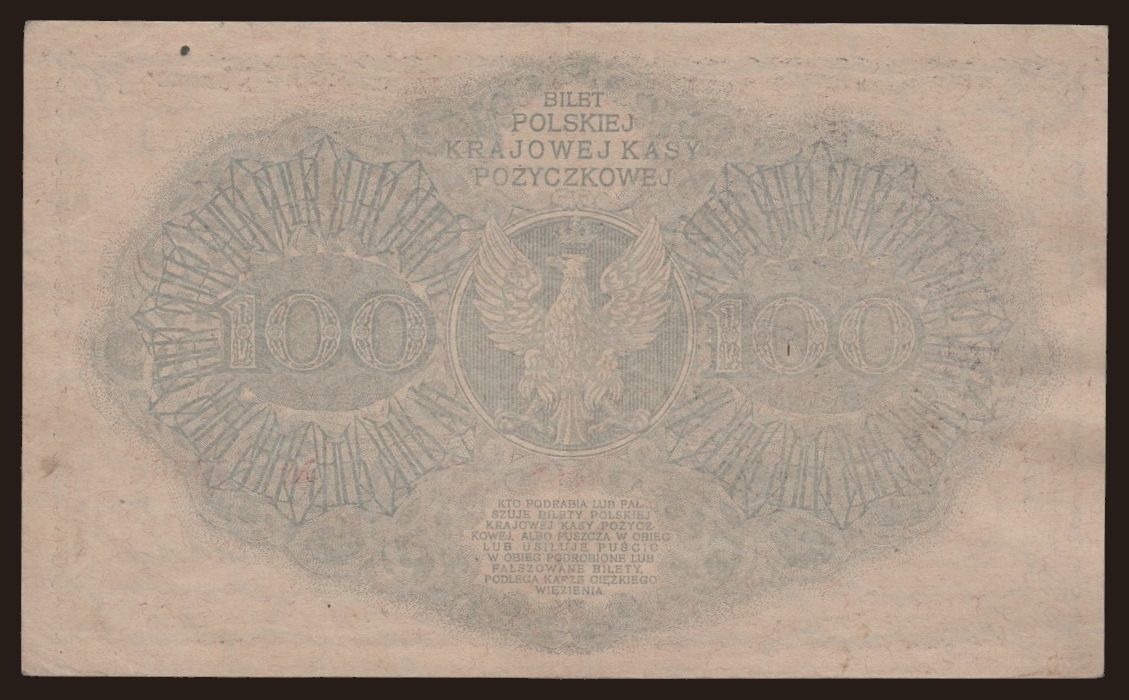 BILET
POLSKIEJ
KRAJOWEJ KASY
POŻYCZKOWEJ
100 100
KTO PODRABIA LUB FAŁ-
SZUJE BILETY POLSKIEJ
KRAJOWEJ KASY POŻYCZ-
KOWEJ, ALBO PUSZCZA W OBIEG
LUB USIŁUJE PUŚCIĆ
W OBIEG PODROBIONE LUB
FAŁSZOWANE BILETY,
PODLEGA KARZE CIĘŻKIEGO
WIĘZIENIA